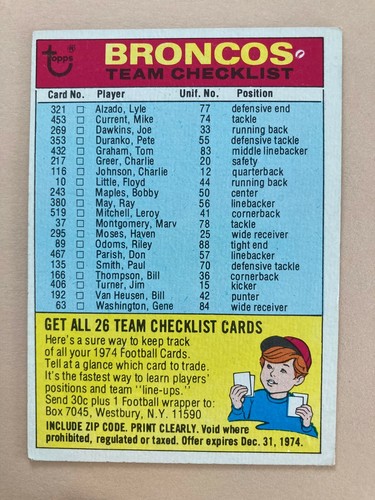 topps
BRONCOS
TEAM CHECKLIST
Card No. Player Unif. No. Position
321 □ Alzado, Lyle 77 defensive end
453 □ Current, Mike 74 tackle
269 □ Dawkins, Joe 33 running back
353 □ Duranko, Pete 55 defensive tackle
432 □ Graham, Tom 83 middle linebacker
217 □ Greer, Charlie 20 safety
116 □ Johnson, Charlie 12 quarterback
10 □ Little, Floyd 44 running back
243 □ Maples, Bobby 50 center
380 □ May, Ray 56 linebacker
519 □ Mitchell, Leroy 41 cornerback
37 □ Montgomery, Marv 78 tackle
295 □ Moses, Haven 25 wide receiver
89 □ Odoms, Riley 88 tight end
467 □ Parish, Don 57 linebacker
135 □ Smith, Paul 70 defensive tackle
166 □ Thompson, Bill 36 cornerback
406 □ Turner, Jim 15 kicker
192 □ Van Heusen, Bill 42 punter
63 □ Washington, Gene 84 wide receiver
GET ALL 26 TEAM CHECKLIST CARDS
Here's a sure way to keep track
of all your 1974 Football Cards.
Tell at a glance which card to trade.
It's the fastest way to learn players'
positions and team "line-ups."
Send 30c plus 1 Football wrapper to:
Box 7045, Westbury, N.Y. 11590
INCLUDE ZIP CODE. PRINT CLEARLY. Void where
prohibited, regulated or taxed. Offer expires Dec. 31, 1974.